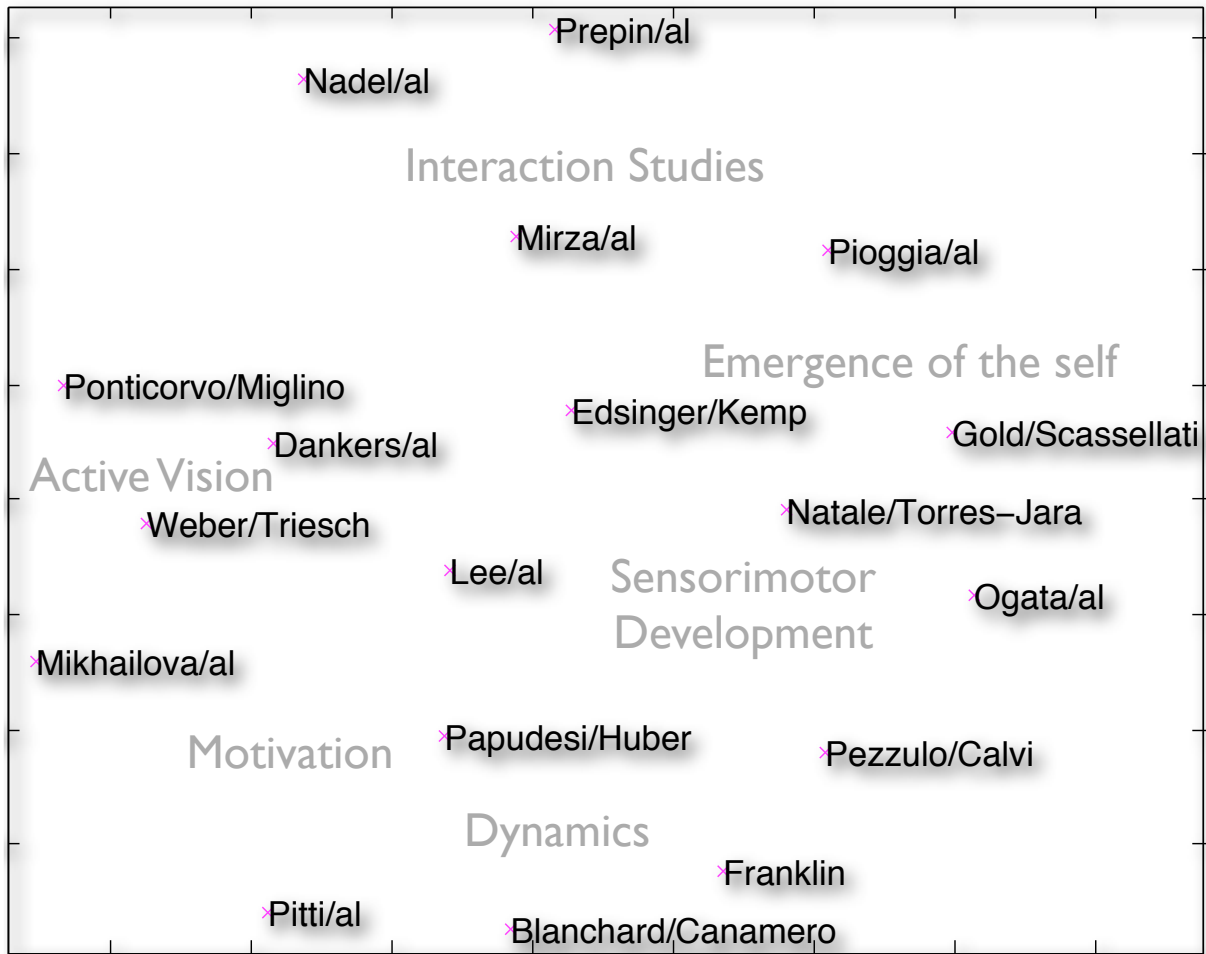 Prepin/al
Nadel/al
Interaction Studies
Mirza/al
Pioggia/al
Emergence of the self
Ponticorvo/Miglino
Edsinger/Kemp
Gold/Scassellati
Dankers/al
Active Vision
Natale/Torres–Jara
Weber/Triesch
Lee/al
Sensorimotor
Development
Ogata/al
Mikhailova/al
Papudesi/Huber
Motivation
Pezzulo/Calvi
Dynamics
Franklin
Pitti/al
Blanchard/Canamero